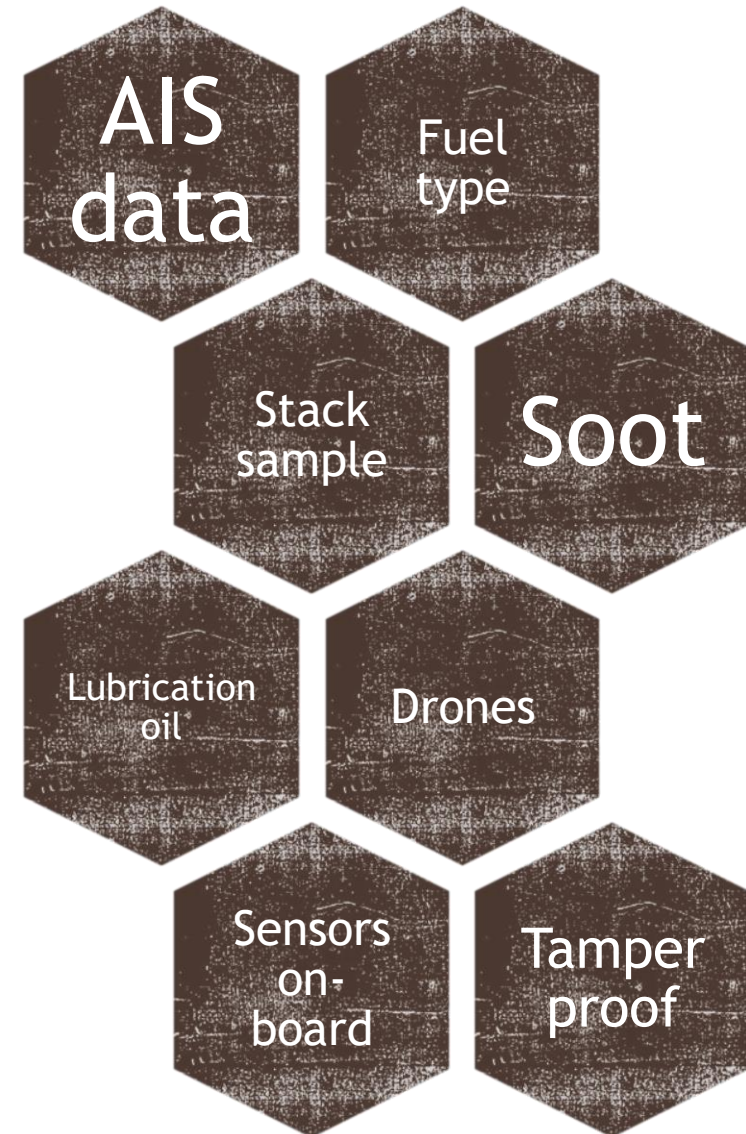 AIS
data
Fuel
type
Stack
sample
Soot
Lubrication
oil
Drones
Sensors
on-
board
Tamper
proof